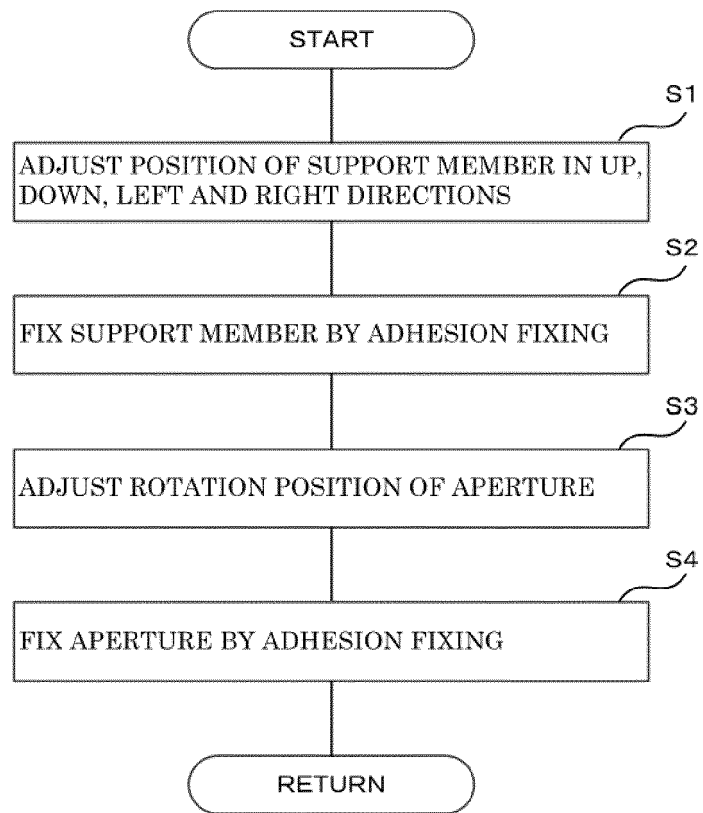 START
S1
ADJUST POSITION OF SUPPORT MEMBER IN UP,
DOWN, LEFT AND RIGHT DIRECTIONS
S2
FIX SUPPORT MEMBER BY ADHESION FIXING
S3
ADJUST ROTATION POSITION OF APERTURE
S4
FIX APERTURE BY ADHESION FIXING
RETURN